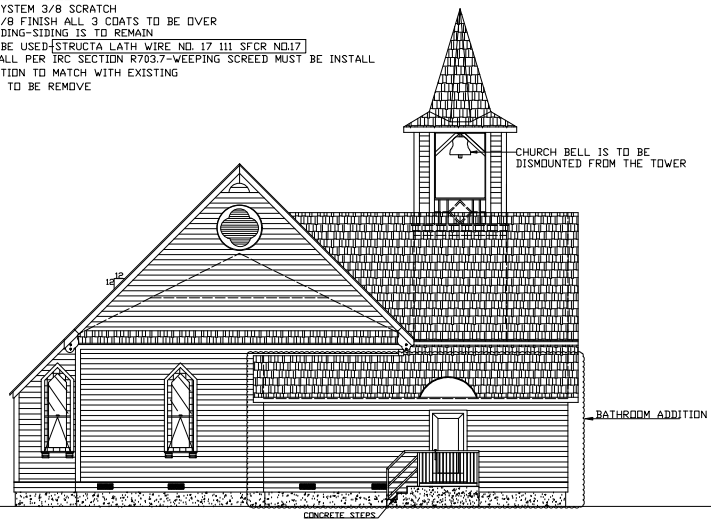 YSTEM 3/8 SCRATCH
/8 FINISH ALL 3 COATS TO BE OVER
DING-SIDING IS TO REMAIN
BE USED-STRUCTA LATH WIRE NO. 17 111 SFCR NO.17
ALL PER IRC SECTION R703.7-WEEPING SCREED MUST BE INSTALL
TION TO MATCH WITH EXISTING
TO BE REMOVE
CHURCH BELL IS TO BE
DISMOUNTED FROM THE TOWER
12
12
BATHROOM ADDITION
CONCRETE STEPS